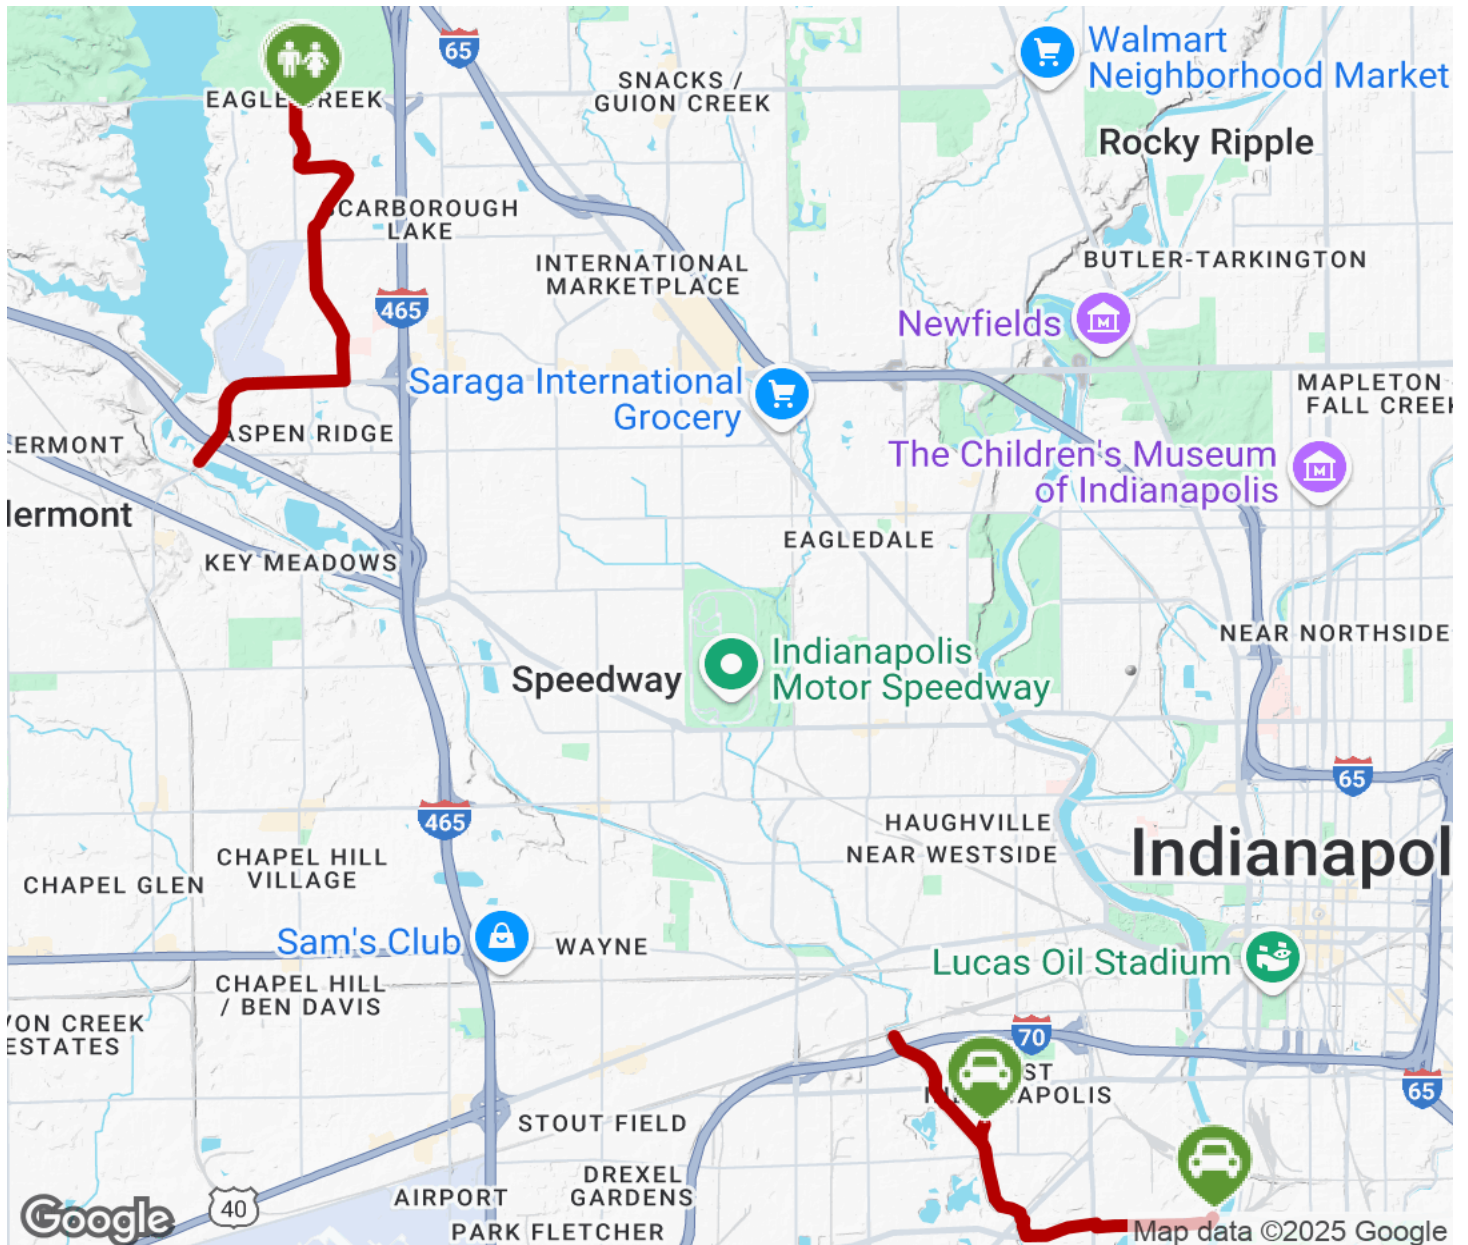 65
Walmart
Neighborhood Market
SNACKS /
GUION CREEK
Rocky Ripple
SCARBOROUGH
LAKE
INTERNATIONAL
MARKETPLACE
BUTLER-TARKINGTON
465
Newfields
Saraga International
Grocery
MAPLETON -
FALL CREEK
ASPEN RIDGE
LERMONT
The Children's Museum
of Indianapolis
lermont
EAGLEDALE
KEY MEADOWS
NEAR NORTHSIDE
Speedway
Indianapolis
Motor Speedway
65
465
HAUGHVILLE
NEAR WESTSIDE
Indianapol
CHAPEL HILL
VILLAGE
CHAPEL GLEN
Sam's Club
WAYNE
Lucas Oil Stadium
CHAPEL HILL
/ BEN DAVIS
VON CREEK
ESTATES
70
65
STOUT FIELD
DREXEL
GARDENS
AIRPORT
40
PARK FLETCHER
Google
Map data ©2025 Google